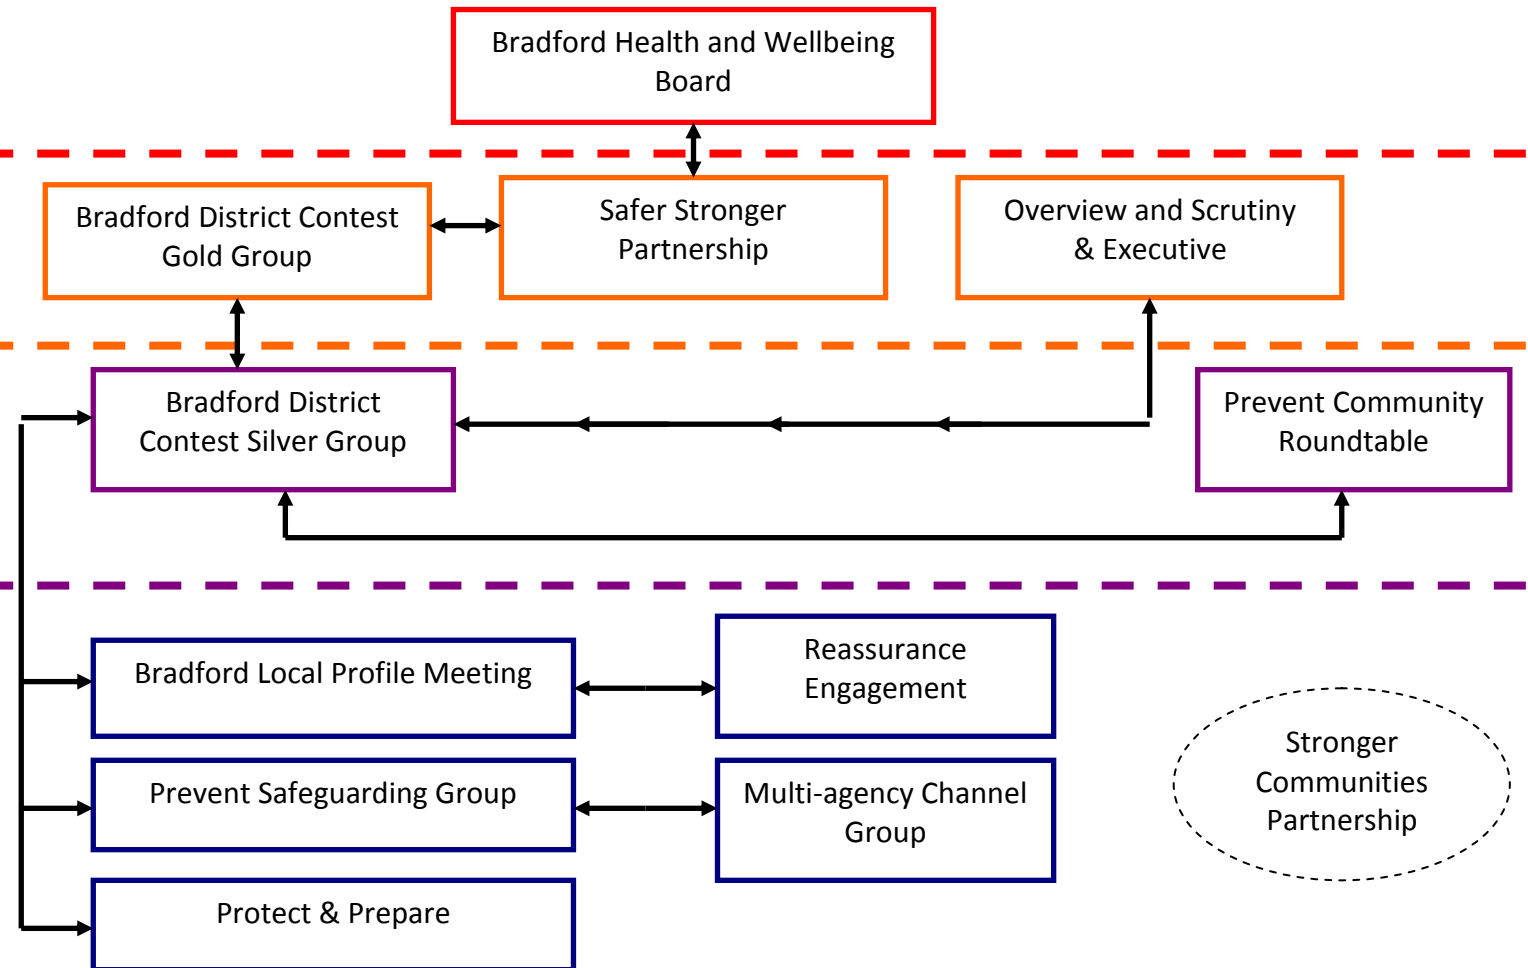 Bradford Health and Wellbeing
Board
Bradford District Contest
Gold Group
Safer Stronger
Partnership
Overview and Scrutiny
& Executive
Bradford District
Contest Silver Group
Prevent Community
Roundtable
Bradford Local Profile Meeting
Reassurance
Engagement
Prevent Safeguarding Group
Multi-agency Channel
Group
Stronger
Communities
Partnership
Protect & Prepare